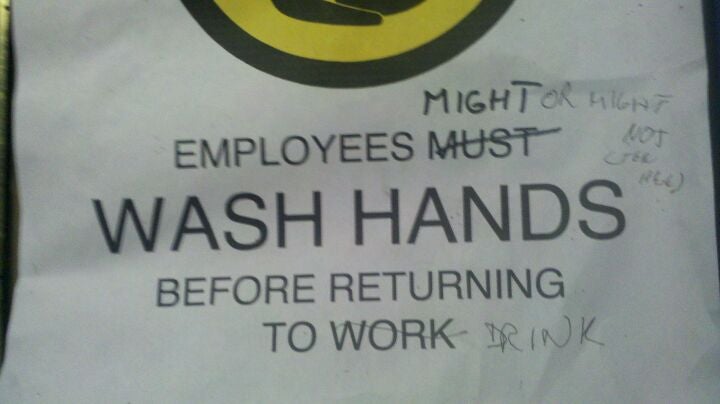 MIGHT OR MIGHT
NOT
EMPLOYEES MUST
WASH HANDS
BEFORE RETURNING
TO WORK DRINK